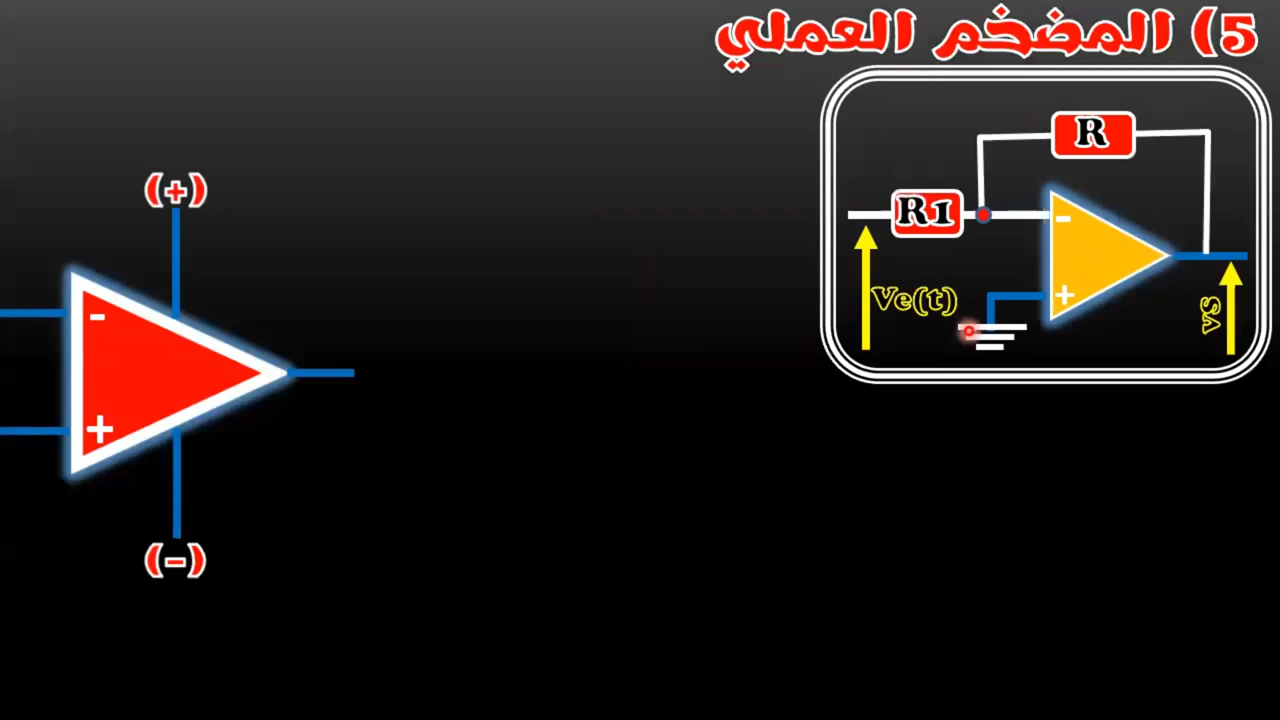 5) المضخم العملي
R
R1
-
Ve(t)
+
vS
(+)
-
+
(-)